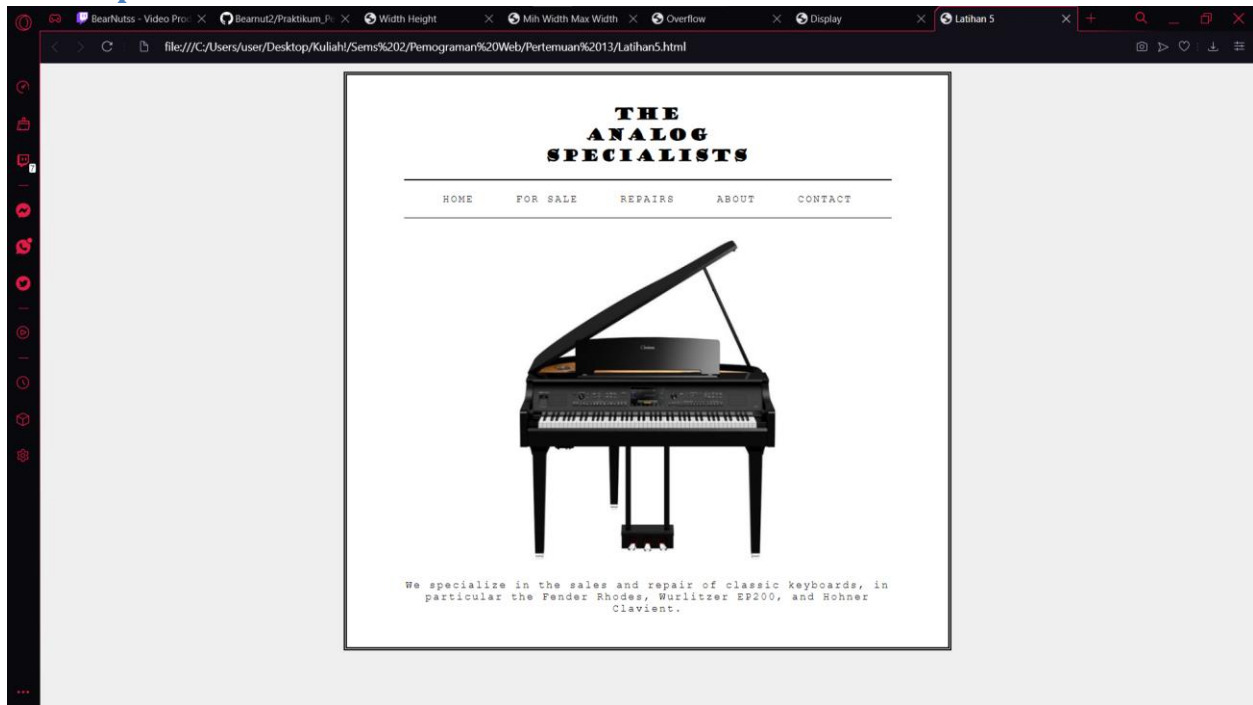 BearNutss - Video Prod
Bearnut2/Praktikum_Pe
Width Height
Mih Width Max Width
Overflow
Display
Latihan 5
file:///C:/Users/user/Desktop/Kuliah!/Sems%202/Pemograman%20Web/Pertemuan%2013/Latihan5.html
7
THE
ANALOG
SPECIALISTS
HOME FOR SALE REPAIRS ABOUT CONTACT
We specialize in the sales and repair of classic keyboards, in
particular the Fender Rhodes, Wurlitzer EP200, and Hohner
Clavient.